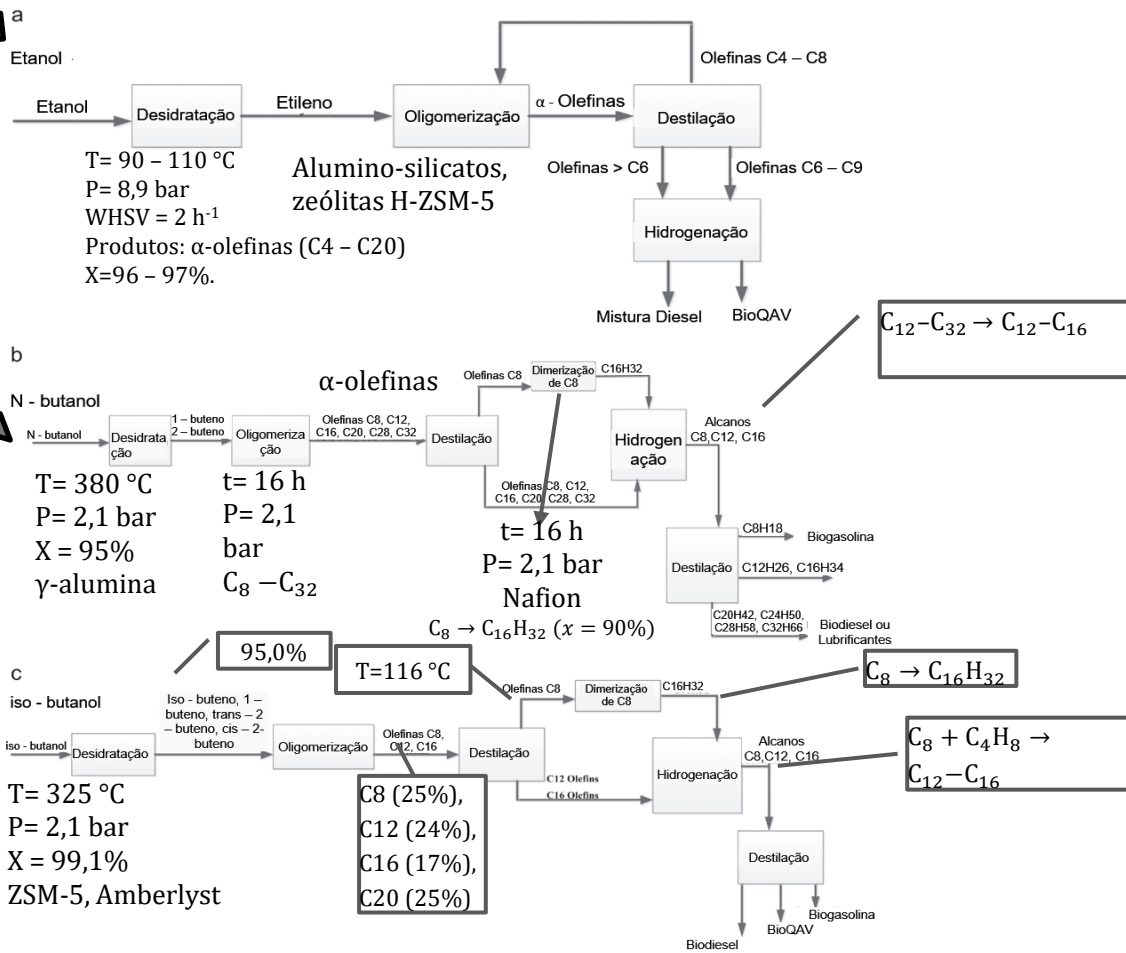 a
Etanol
Olefinas C4 – C8
Etanol
Desidratação
Etileno
Oligomerização
α - Olefinas
Destilação
T= 90 – 110 °C
P= 8,9 bar
WHSV = 2 h-1
Produtos: α-olefinas (C4 – C20)
X=96 – 97%.
Alumino-silicatos,
zeólitas H-ZSM-5
Olefinas > C6
Olefinas C6 – C9
Hidrogenação
Mistura Diesel
BioQAV
C12–C32 → C12–C16
b
N - butanol
N - butanol
Desidrata
ção
1 – buteno
2 – buteno
Oligomeriza
ção
α-olefinas
Olefinas C8, C12,
C16, C20, C28, C32
Destilação
Olefinas C8
Dimerização
de C8
C16H32
Hidrogen
ação
Olefinas C8, C12,
C16, C20, C28, C32
Alcanos
C8,C12, C16
T= 380 °C
P= 2,1 bar
X = 95%
γ-alumina
t= 16 h
P= 2,1
bar
C8 −C32
t= 16 h
P= 2,1 bar
Nafion
C8 → C16H32 (x = 90%)
Destilação
C8H18
Biogasolina
C12H26, C16H34
C20H42, C24H50,
C28H58, C32H66
Biodiesel ou
Lubrificantes
c
iso - butanol
95,0%
T=116 °C
iso - butanol
Desidratação
Iso - buteno, 1 –
buteno, trans – 2
– buteno, cis – 2-
buteno
Oligomerização
Olefinas C8,
C12, C16
Destilação
Olefinas C8
Dimerização
de C8
C16H32
C8 → C16H32
C12 Olefins
C16 Olefins
Hidrogenação
Alcanos
C8,C12, C16
C8 + C4H8 →
C12−C16
T= 325 °C
P= 2,1 bar
X = 99,1%
ZSM-5, Amberlyst
C8 (25%),
C12 (24%),
C16 (17%),
C20 (25%)
Destilação
Biogasolina
BioQAV
Biodiesel